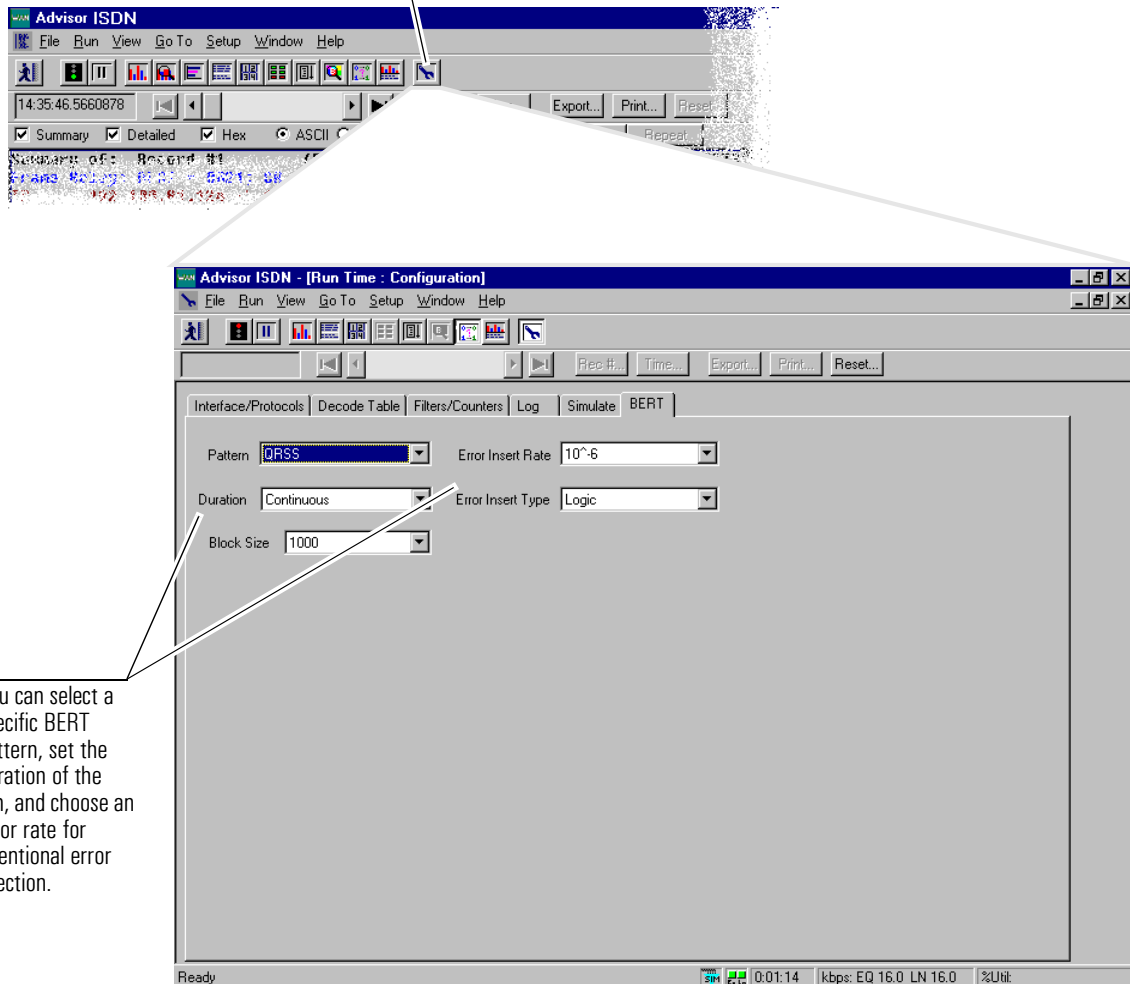 Advisor ISDN
File Run View Go To Setup Window Help
14:35:46.5660878 Export... Print... Reset
Summary Detailed Hex ASCII Repeat...
Summary of: Record #1
Advisor ISDN - [Run Time : Configuration]
File Run View Go To Setup Window Help
Rec #... Time... Export... Print... Reset...
Interface/Protocols Decode Table Filters/Counters Log Simulate BERT
Pattern QRSS Error Insert Rate 10^-6
Duration Continuous Error Insert Type Logic
Block Size 1000
u can select a
ecific BERT
ttern, set the
ration of the
n, and choose an
or rate for
entional error
ection.
Ready SIM 0:01:14 kbps: EQ 16.0 LN 16.0 %Util: